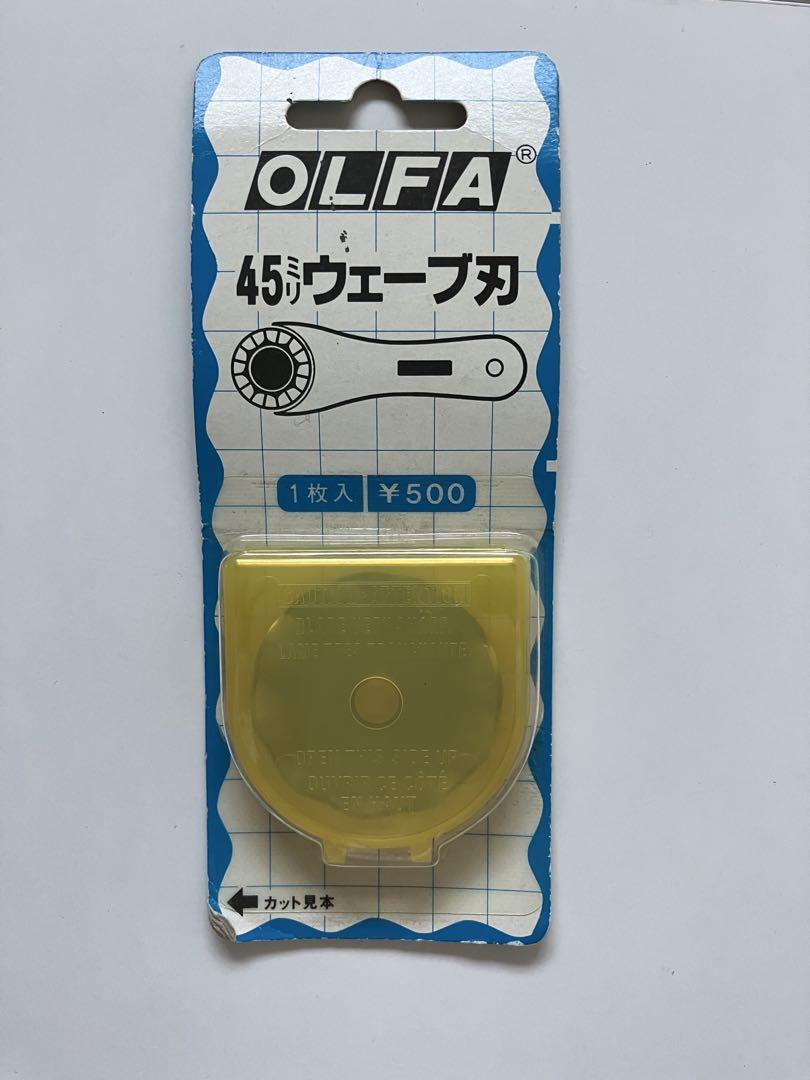 OLFA®
45ミリウェーブ刃
1枚入 ¥500
OPEN THIS SIDE UP
OUVRIR CE CÔTÉ
EN HAUT
カット見本